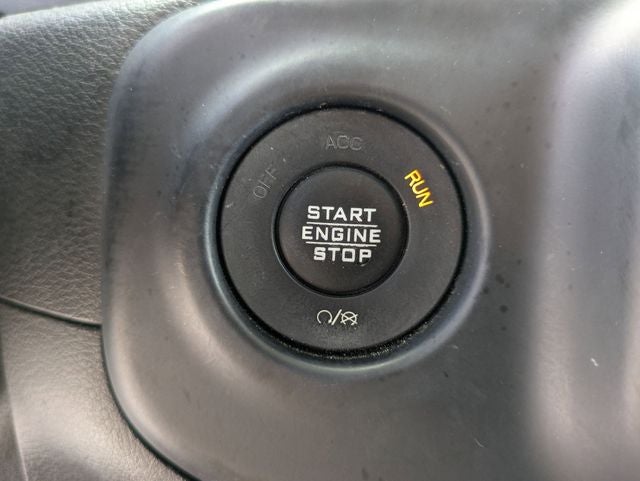 ACC
OFF
RUN
START
ENGINE
STOP